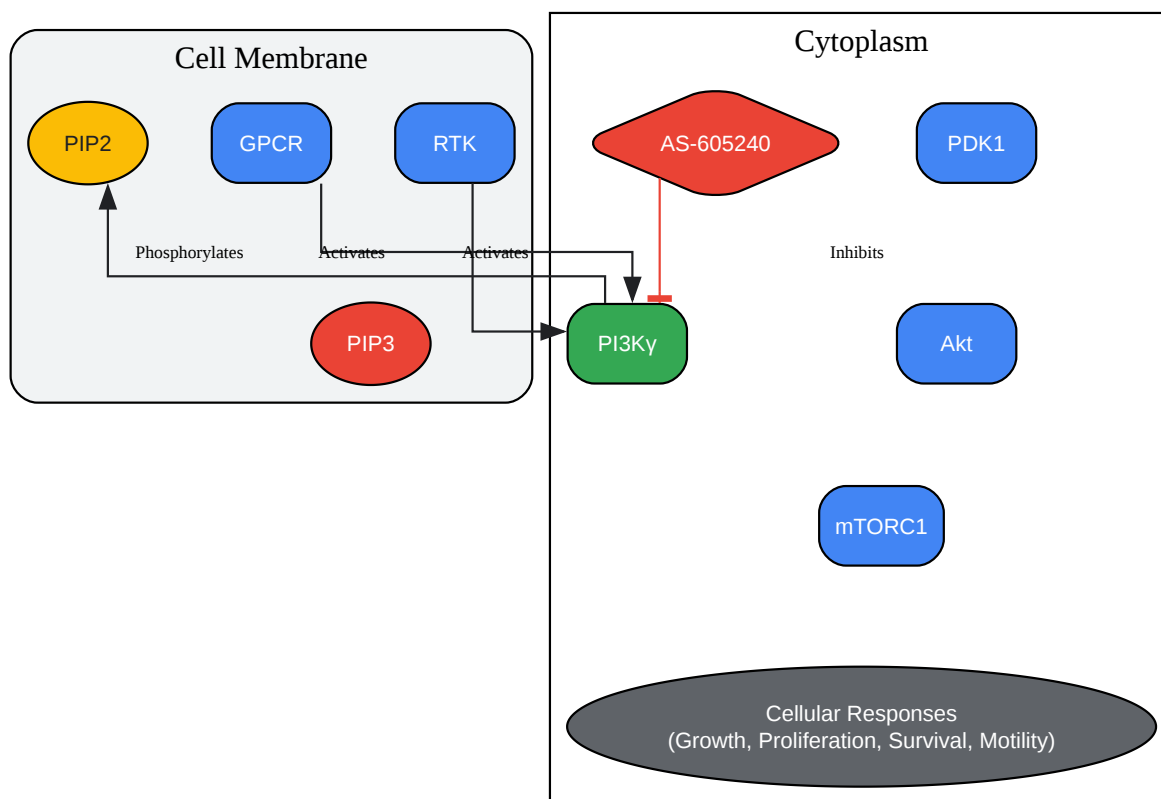 Cell Membrane
Cytoplasm
PIP2
GPCR
RTK
AS-605240
PDK1
Phosphorylates
Activates
Activates
Inhibits
PIP3
PI3Kγ
Akt
mTORC1
Cellular Responses
(Growth, Proliferation, Survival, Motility)